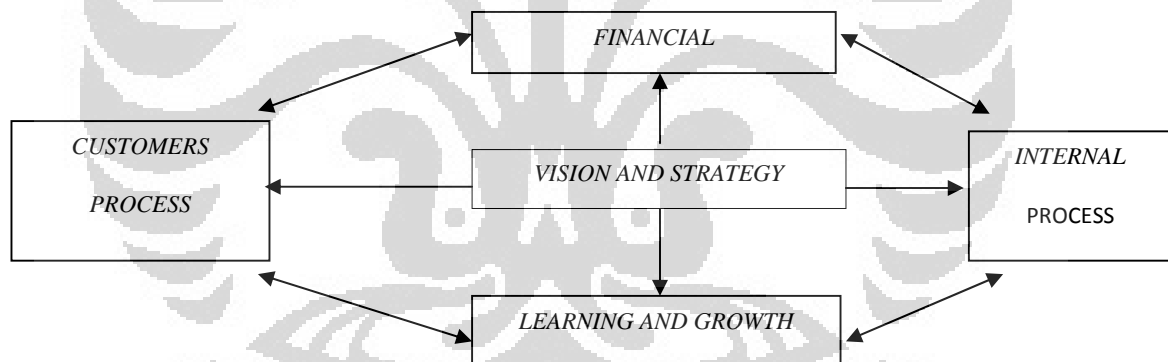 FINANCIAL
CUSTOMERS
PROCESS
VISION AND STRATEGY
INTERNAL
PROCESS
LEARNING AND GROWTH